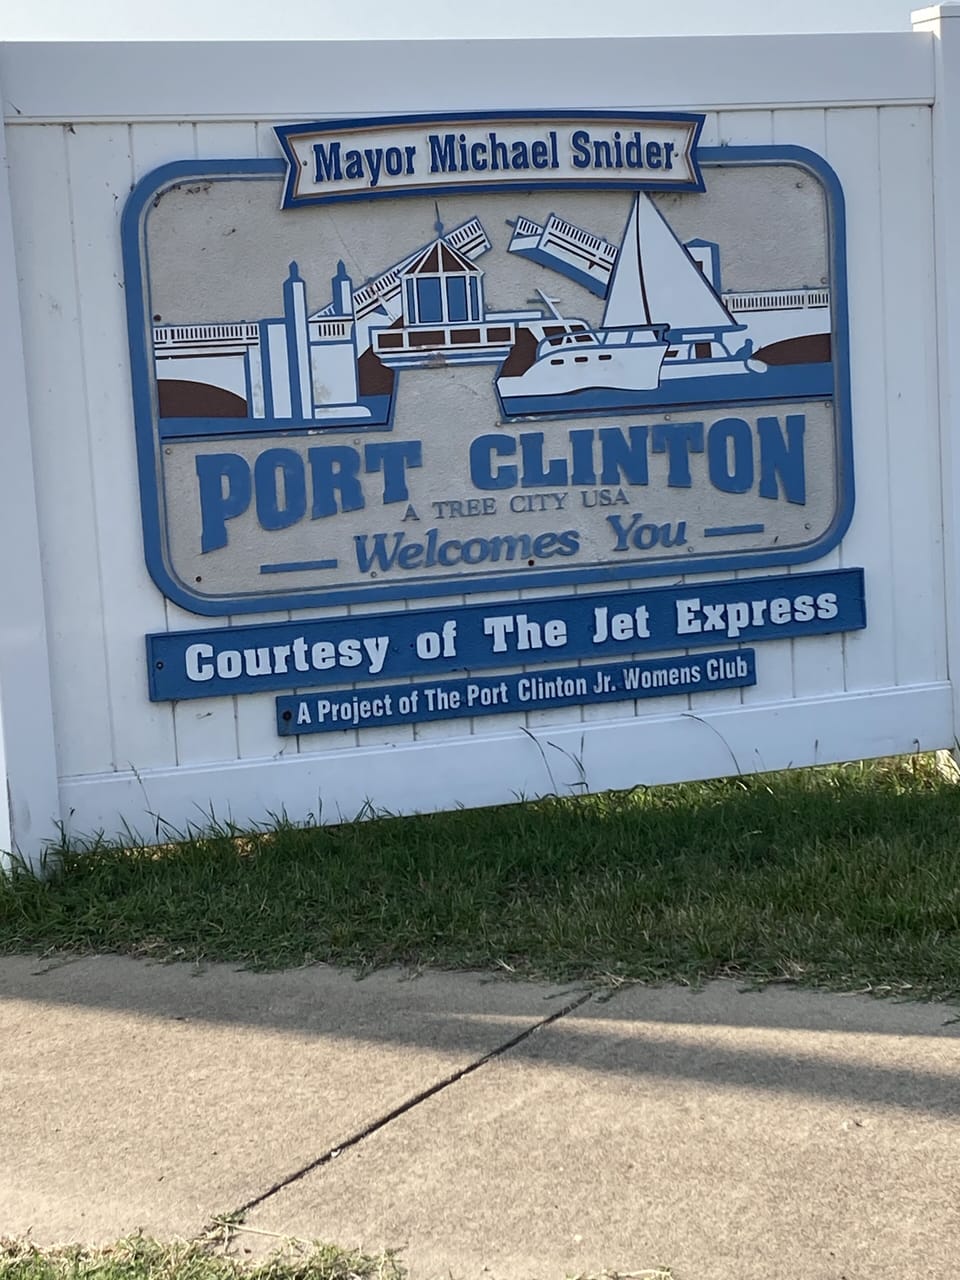 Mayor Michael Snider
PORT CLINTON
A TREE CITY USA
Welcomes You
Courtesy of The Jet Express
A Project of The Port Clinton Jr. Womens Club